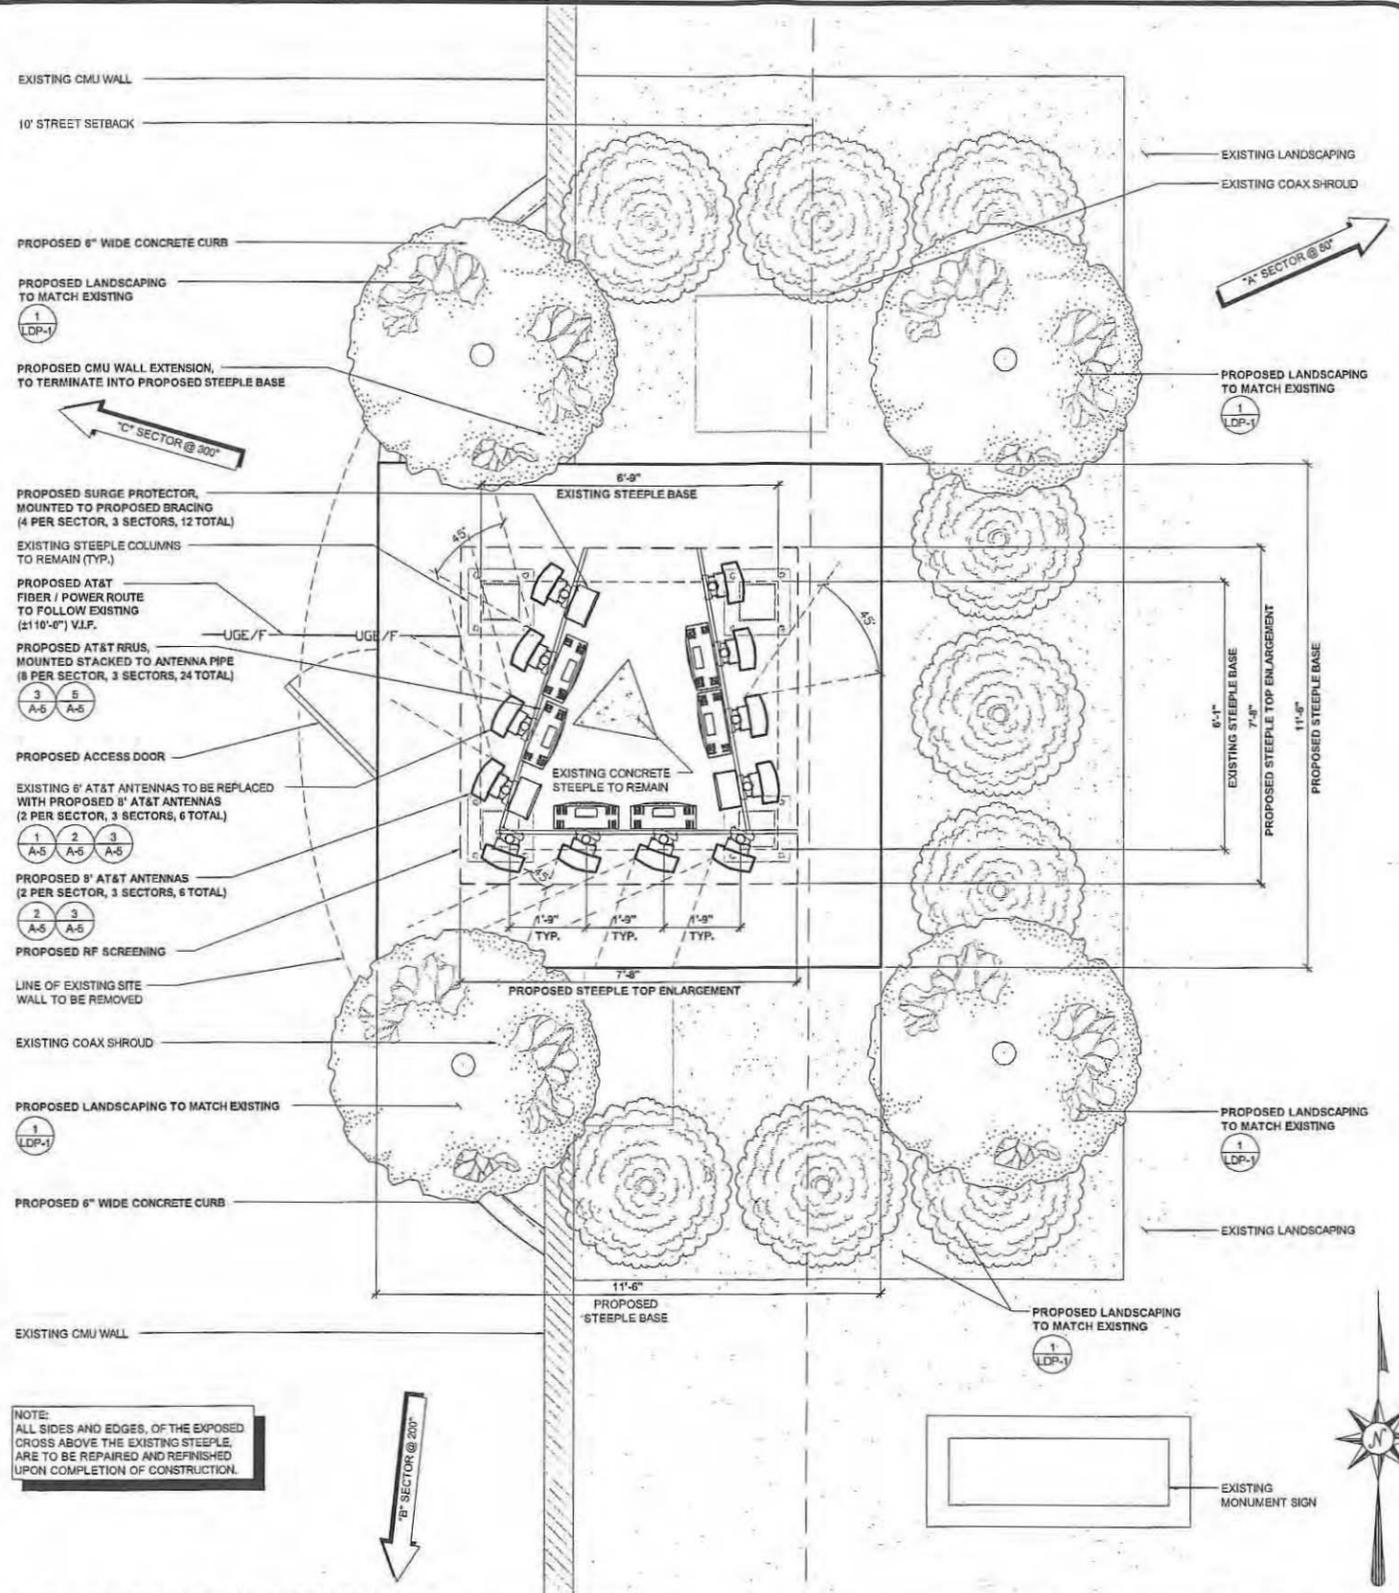 EXISTING CMU WALL
10' STREET SETBACK
PROPOSED 6" WIDE CONCRETE CURB
PROPOSED LANDSCAPING
TO MATCH EXISTING
1
LDP-1
PROPOSED CMU WALL EXTENSION,
TO TERMINATE INTO PROPOSED STEEPLE BASE
"C" SECTOR @ 300°
PROPOSED SURGE PROTECTOR,
MOUNTED TO PROPOSED BRACING
(4 PER SECTOR, 3 SECTORS, 12 TOTAL)
EXISTING STEEPLE COLUMNS
TO REMAIN (TYP.)
PROPOSED AT&T
FIBER / POWER ROUTE
TO FOLLOW EXISTING
(±110'-0") V.I.F.
UGE/F
UGE/F
PROPOSED AT&T RRUS,
MOUNTED STACKED TO ANTENNA PIPE
(8 PER SECTOR, 3 SECTORS, 24 TOTAL)
3
A-5
5
A-5
PROPOSED ACCESS DOOR
EXISTING 6' AT&T ANTENNAS TO BE REPLACED
WITH PROPOSED 8' AT&T ANTENNAS
(2 PER SECTOR, 3 SECTORS, 6 TOTAL)
1
A-5
2
A-5
3
A-5
PROPOSED 8' AT&T ANTENNAS
(2 PER SECTOR, 3 SECTORS, 6 TOTAL)
2
A-5
3
A-5
PROPOSED RF SCREENING
LINE OF EXISTING SITE
WALL TO BE REMOVED
EXISTING COAX SHROUD
PROPOSED LANDSCAPING TO MATCH EXISTING
1
LDP-1
PROPOSED 6" WIDE CONCRETE CURB
EXISTING CMU WALL
NOTE:
ALL SIDES AND EDGES, OF THE EXPOSED
CROSS ABOVE THE EXISTING STEEPLE,
ARE TO BE REPAIRED AND REFINISHED
UPON COMPLETION OF CONSTRUCTION.
"B" SECTOR @ 200°
6'-9"
EXISTING STEEPLE BASE
45°
45°
45°
EXISTING CONCRETE
STEEPLE TO REMAIN
1'-9"
TYP.
1'-9"
TYP.
1'-9"
TYP.
7'-8"
PROPOSED STEEPLE TOP ENLARGEMENT
11'-6"
PROPOSED
STEEPLE BASE
EXISTING LANDSCAPING
EXISTING COAX SHROUD
"A" SECTOR @ 60°
PROPOSED LANDSCAPING
TO MATCH EXISTING
1
LDP-1
6'-1"
EXISTING STEEPLE BASE
7'-8"
PROPOSED STEEPLE TOP ENLARGEMENT
11'-6"
PROPOSED STEEPLE BASE
PROPOSED LANDSCAPING
TO MATCH EXISTING
1
LDP-1
EXISTING LANDSCAPING
PROPOSED LANDSCAPING
TO MATCH EXISTING
1
LDP-1
EXISTING
MONUMENT SIGN
N